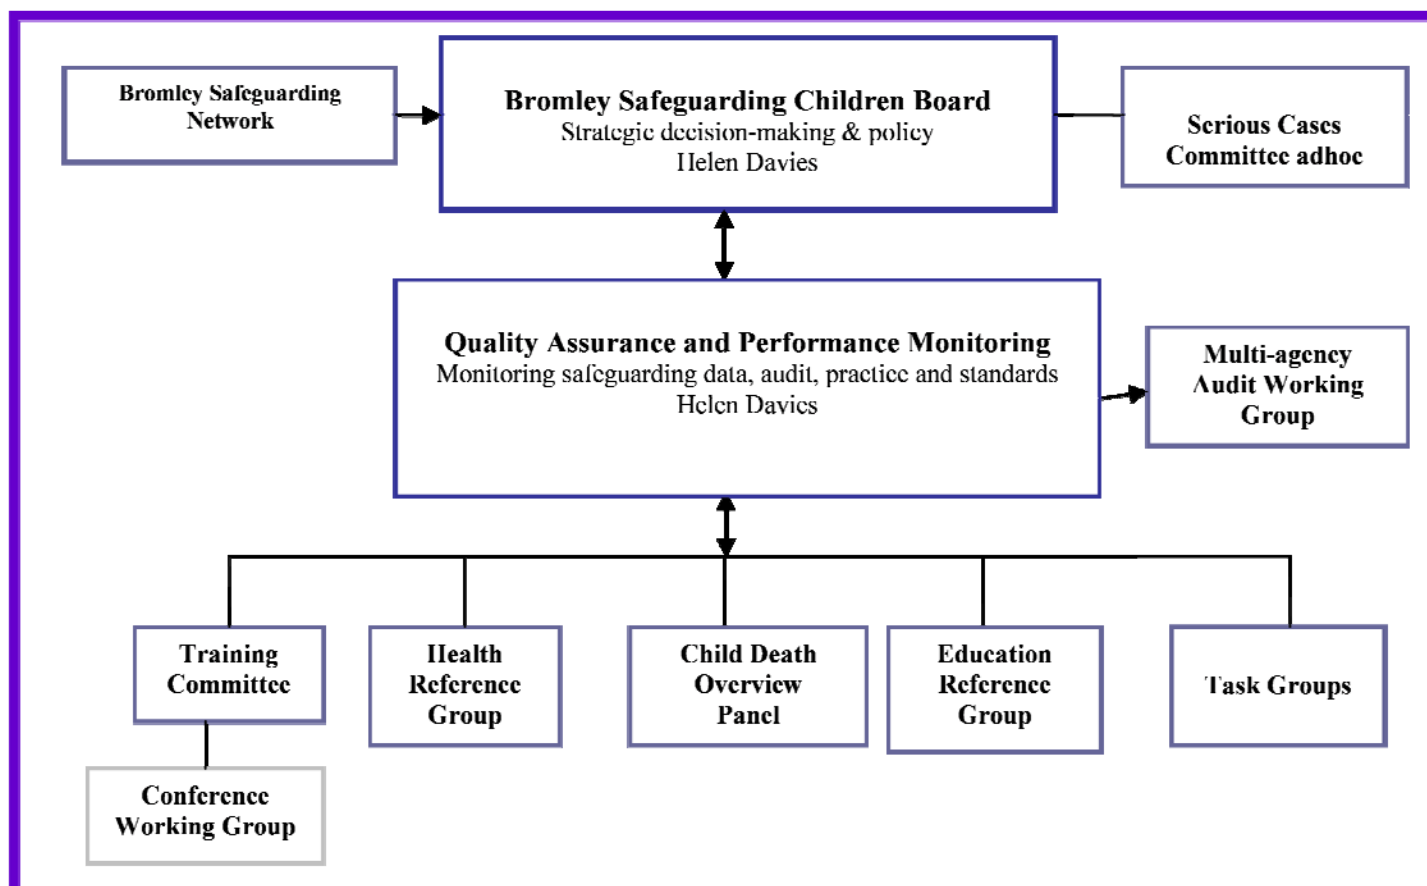 Bromley Safeguarding
Network
Bromley Safeguarding Children Board
Strategic decision-making & policy
Helen Davies
Serious Cases
Committee adhoc
Quality Assurance and Performance Monitoring
Monitoring safeguarding data, audit, practice and standards
Helen Davies
Multi-agency
Audit Working
Group
Training
Committee
Health
Reference
Group
Child Death
Overview
Panel
Education
Reference
Group
Task Groups
Conference
Working Group